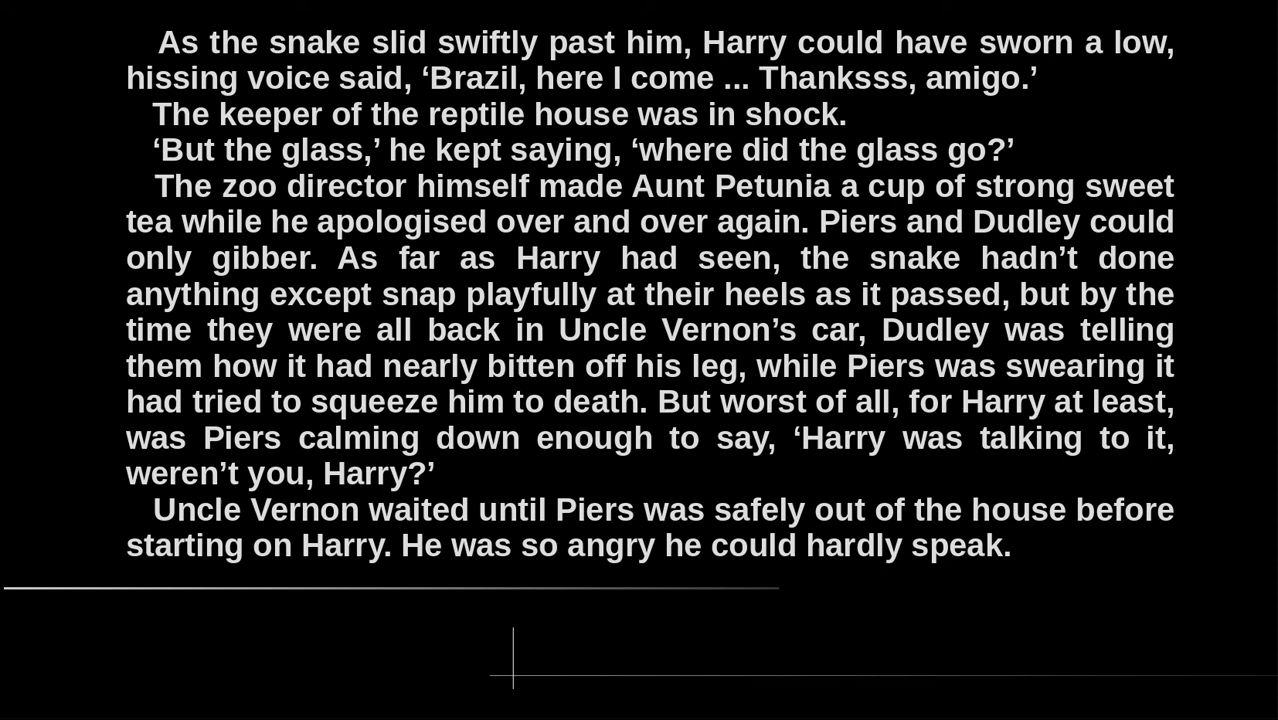 As the snake slid swiftly past him, Harry could have sworn a low,
hissing voice said, ‘Brazil, here I come ... Thanksss, amigo.’
The keeper of the reptile house was in shock.
‘But the glass,’ he kept saying, ‘where did the glass go?’
The zoo director himself made Aunt Petunia a cup of strong sweet
tea while he apologised over and over again. Piers and Dudley could
only gibber. As far as Harry had seen, the snake hadn’t done
anything except snap playfully at their heels as it passed, but by the
time they were all back in Uncle Vernon’s car, Dudley was telling
them how it had nearly bitten off his leg, while Piers was swearing it
had tried to squeeze him to death. But worst of all, for Harry at least,
was Piers calming down enough to say, ‘Harry was talking to it,
weren’t you, Harry?’
Uncle Vernon waited until Piers was safely out of the house before
starting on Harry. He was so angry he could hardly speak.